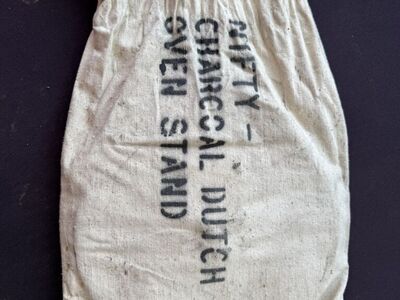 NIFTY -
CHARCOAL DUTCH
OVEN STAND